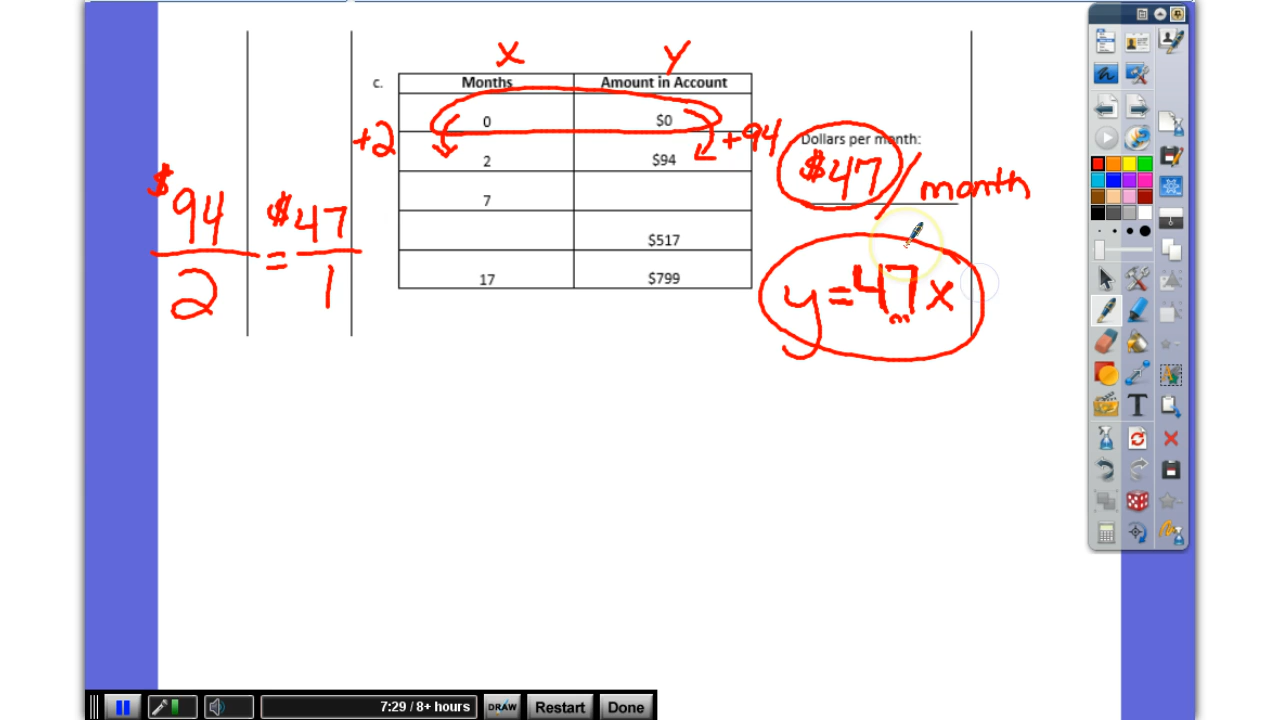 x y
c. Months Amount in Account
0 $0
+2 +94
2 $94
Dollars per month:
$47/month
7
$517
17 $799
$94/2 = $47/1
y=47x
m
T
7:29 / 8+ hours
DRAW
Restart
Done